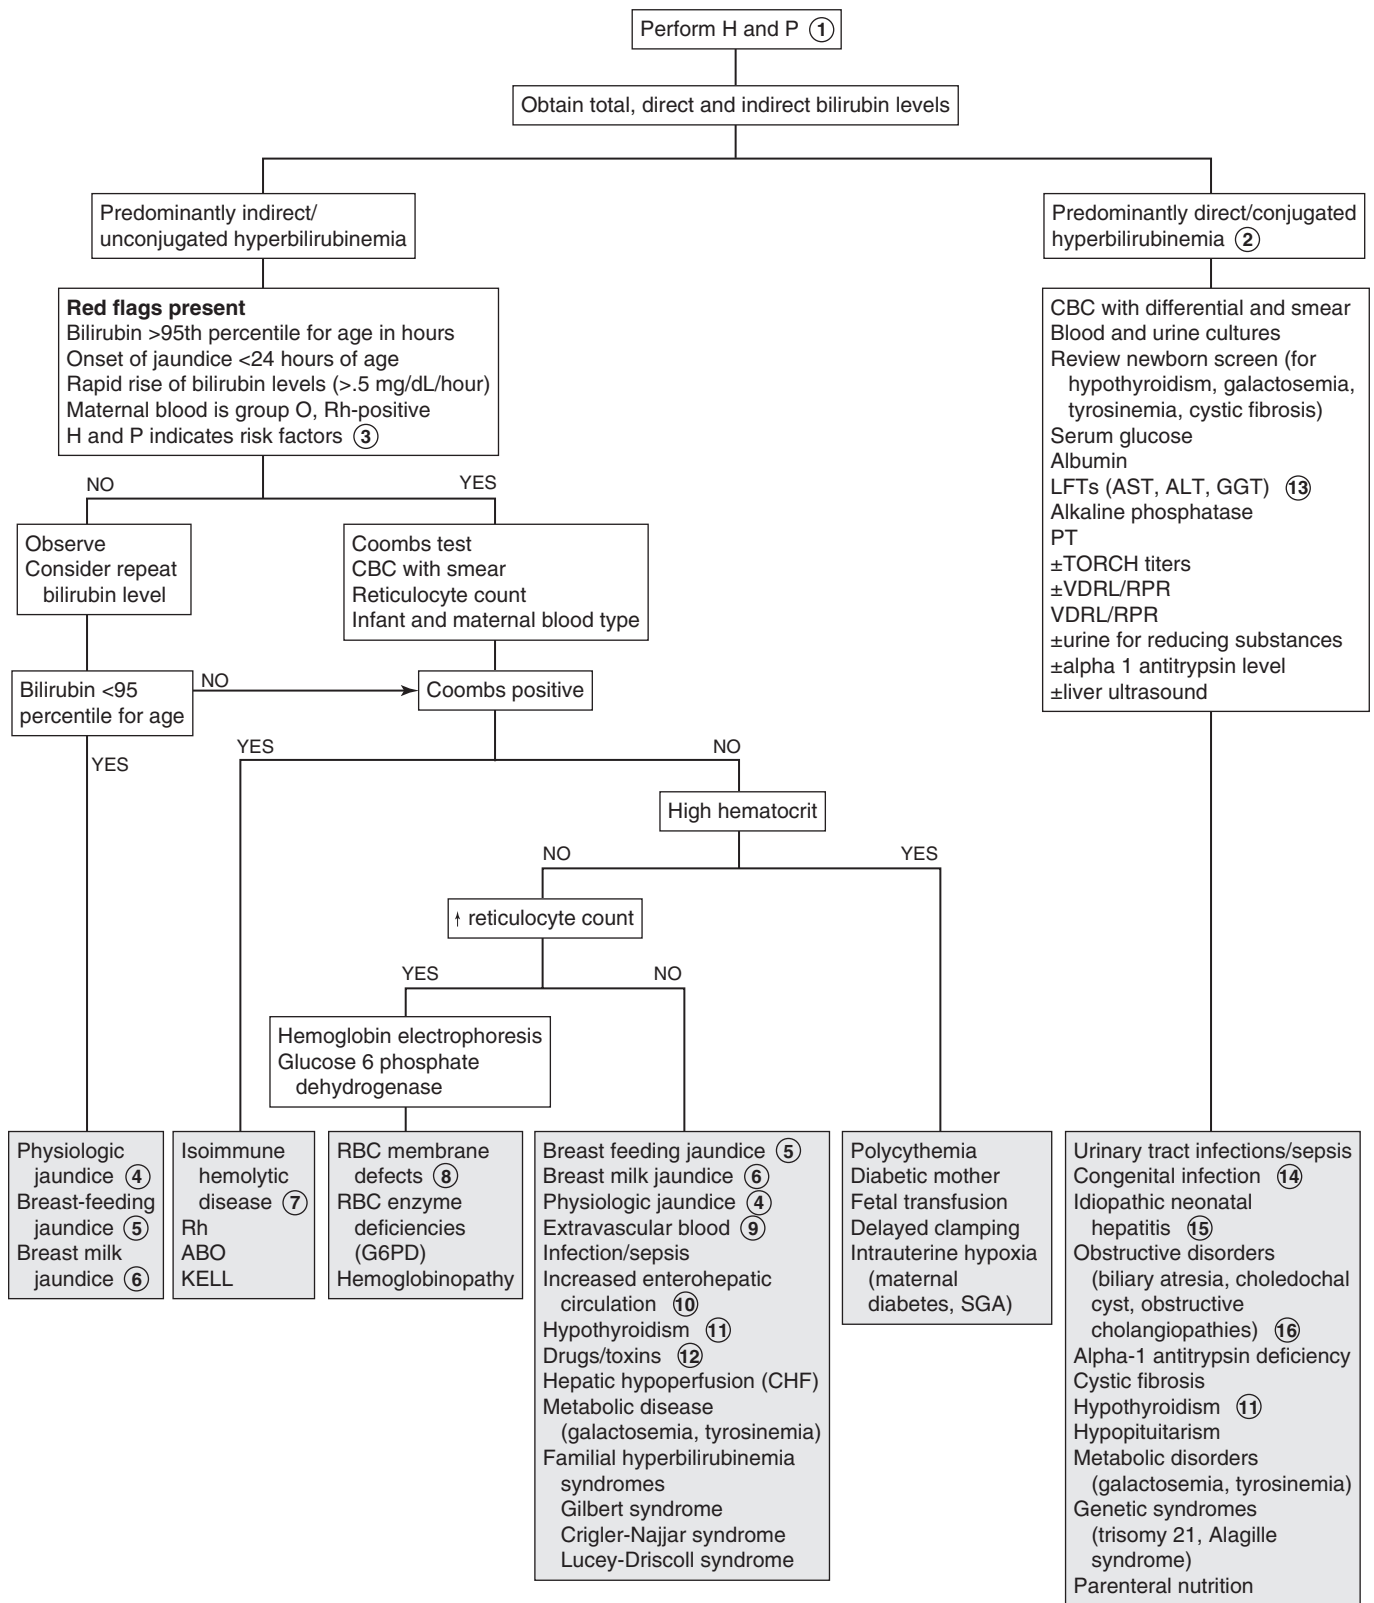 Perform H and P ①
Obtain total, direct and indirect bilirubin levels
Predominantly indirect/
unconjugated hyperbilirubinemia
Predominantly direct/conjugated
hyperbilirubinemia ②
Red flags present
Bilirubin >95th percentile for age in hours
Onset of jaundice <24 hours of age
Rapid rise of bilirubin levels (>.5 mg/dL/hour)
Maternal blood is group O, Rh-positive
H and P indicates risk factors ③
CBC with differential and smear
Blood and urine cultures
Review newborn screen (for
hypothyroidism, galactosemia,
tyrosinemia, cystic fibrosis)
Serum glucose
Albumin
LFTs (AST, ALT, GGT) ⑬
Alkaline phosphatase
PT
±TORCH titers
±VDRL/RPR
VDRL/RPR
±urine for reducing substances
±alpha 1 antitrypsin level
±liver ultrasound
NO
YES
Observe
Consider repeat
bilirubin level
Coombs test
CBC with smear
Reticulocyte count
Infant and maternal blood type
Bilirubin <95
percentile for age
NO
Coombs positive
YES
YES
NO
High hematocrit
NO
YES
↑ reticulocyte count
YES
NO
Hemoglobin electrophoresis
Glucose 6 phosphate
dehydrogenase
Physiologic
jaundice ④
Breast-feeding
jaundice ⑤
Breast milk
jaundice ⑥
Isoimmune
hemolytic
disease ⑦
Rh
ABO
KELL
RBC membrane
defects ⑧
RBC enzyme
deficiencies
(G6PD)
Hemoglobinopathy
Breast feeding jaundice ⑤
Breast milk jaundice ⑥
Physiologic jaundice ④
Extravascular blood ⑨
Infection/sepsis
Increased enterohepatic
circulation ⑩
Hypothyroidism ⑪
Drugs/toxins ⑫
Hepatic hypoperfusion (CHF)
Metabolic disease
(galactosemia, tyrosinemia)
Familial hyperbilirubinemia
syndromes
Gilbert syndrome
Crigler-Najjar syndrome
Lucey-Driscoll syndrome
Polycythemia
Diabetic mother
Fetal transfusion
Delayed clamping
Intrauterine hypoxia
(maternal
diabetes, SGA)
Urinary tract infections/sepsis
Congenital infection ⑭
Idiopathic neonatal
hepatitis ⑮
Obstructive disorders
(biliary atresia, choledochal
cyst, obstructive
cholangiopathies) ⑯
Alpha-1 antitrypsin deficiency
Cystic fibrosis
Hypothyroidism ⑪
Hypopituitarism
Metabolic disorders
(galactosemia, tyrosinemia)
Genetic syndromes
(trisomy 21, Alagille
syndrome)
Parenteral nutrition